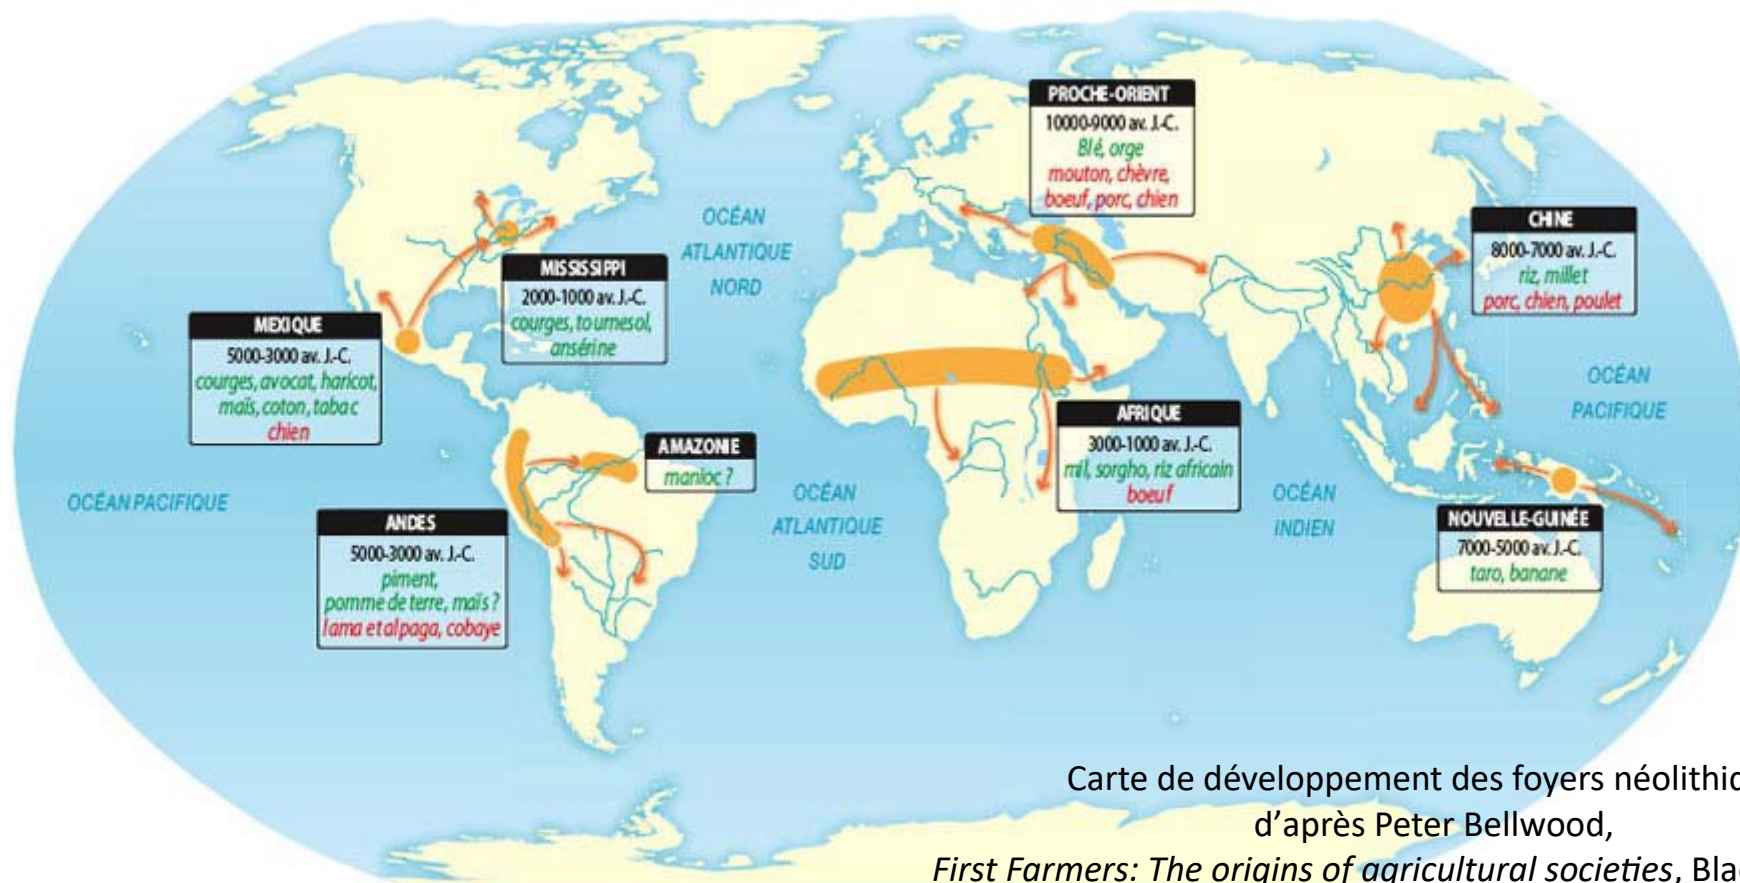 PROCHE-ORIENT
10000-9000 av. J.-C.
Blé, orge
mouton, chèvre,
boeuf, porc, chien
OCÉAN
ATLANTIQUE
NORD
CHINE
8000-7000 av. J.-C.
riz, millet
porc, chien, poulet
MISSISSIPPI
2000-1000 av. J.-C.
courges, tournesol,
ansérine
MEXIQUE
5000-3000 av. J.-C.
courges, avocat, haricot,
maïs, coton, tabac
chien
OCÉAN
PACIFIQUE
AFRIQUE
3000-1000 av. J.-C.
mil, sorgho, riz africain
boeuf
AMAZONIE
manioc ?
OCÉAN PACIFIQUE
OCÉAN
ATLANTIQUE
SUD
OCÉAN
INDIEN
ANDES
5000-3000 av. J.-C.
piment,
pomme de terre, maïs ?
lama et alpaga, cobaye
NOUVELLE-GUINÉE
7000-5000 av. J.-C.
taro, banane
Carte de développement des foyers néolithi
d’après Peter Bellwood,
First Farmers: The origins of agricultural societies, Bla